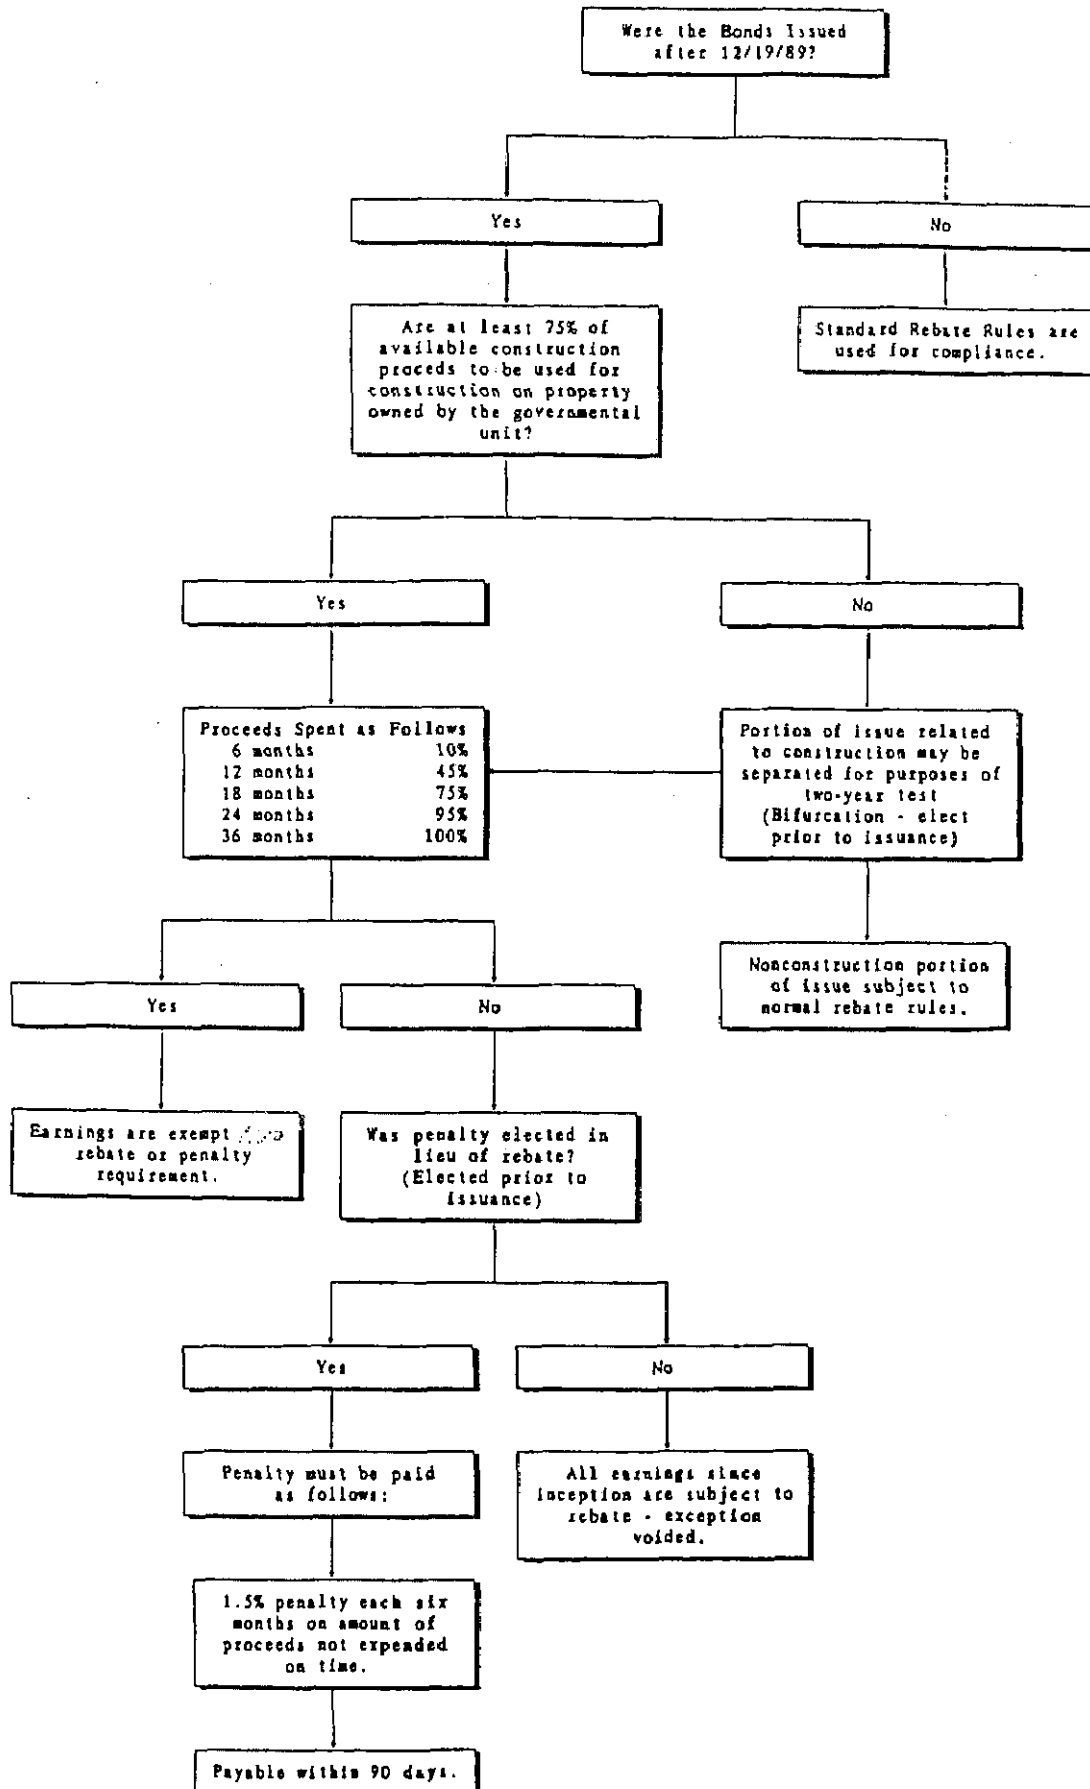 Were the Bonds Issued
after 12/19/89?
Yes
No
Are at least 75% of
available construction
proceds to be used for
construction on property
owned by the governmental
unit?
Standard Rebate Rules are
used for compliance.
Yes
No
Proceeds Spent as Follows
6 months 10%
12 months 45%
18 months 75%
24 months 95%
36 months 100%
Portion of issue related
to construction may be
separated for purposes of
two-year test
(Bifurcation - elect
prior to issuance)
Yes
No
Nonconstruction portion
of issue subject to
normal rebate rules.
Earnings are exempt
rebate or penalty
requirement.
Was penalty elected in
lieu of rebate?
(Elected prior to
issuance)
Yes
No
Penalty must be paid
as follows:
All earnings since
inception are subject to
rebate - exception
voided.
1.5% penalty each six
months on amount of
proceeds not expended
on time.
Payable within 90 days.